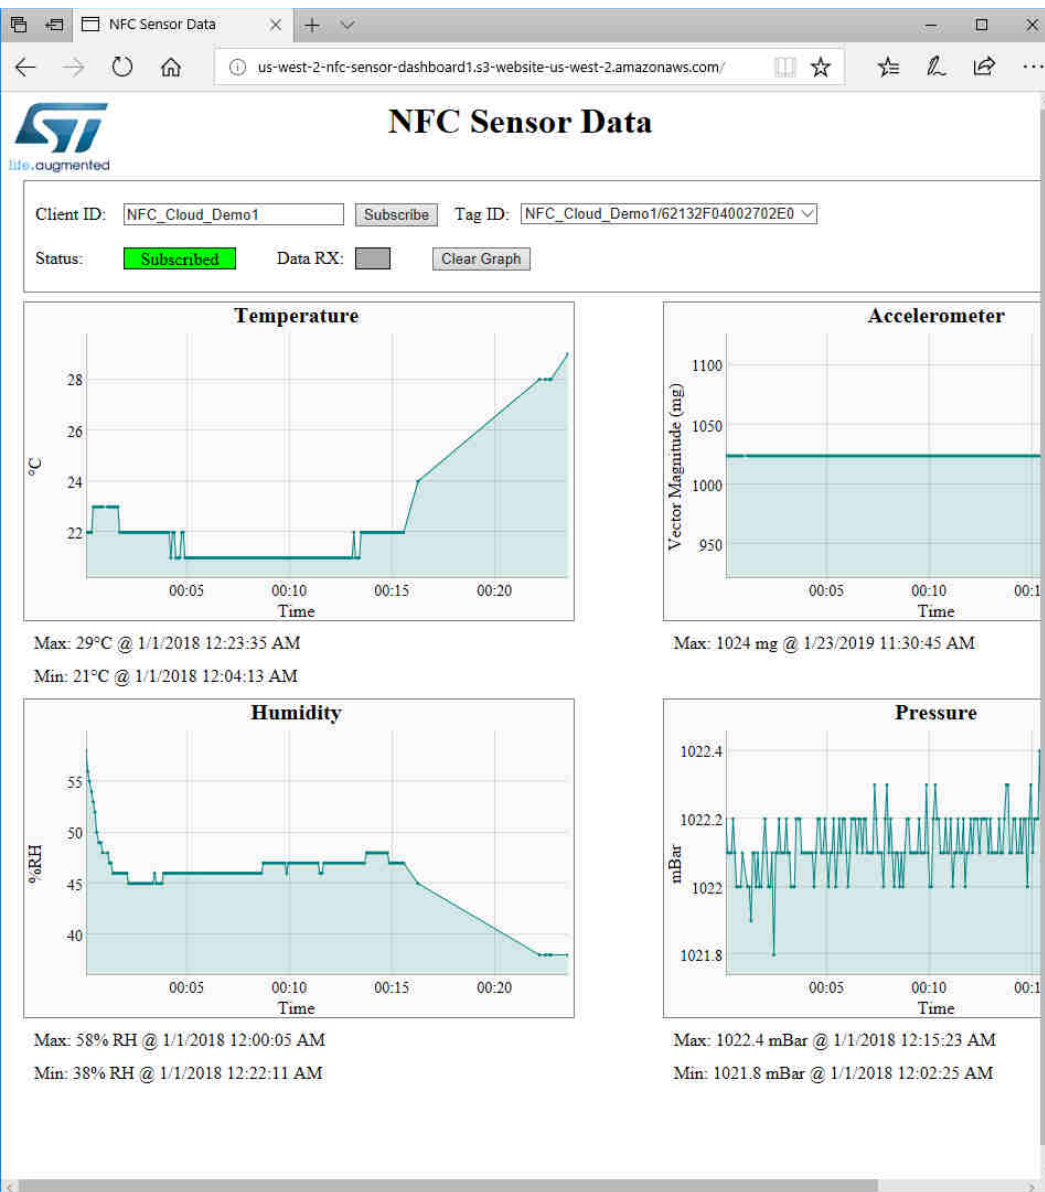 NFC Sensor Data
us-west-2-nfc-sensor-dashboard1.s3-website-us-west-2.amazonaws.com/
ST
life.augmented
NFC Sensor Data
Client ID: NFC_Cloud_Demo1 Subscribe Tag ID: NFC_Cloud_Demo1/62132F04002702E0
Status: Subscribed Data RX: Clear Graph
Temperature
28
26
24
22
°C
00:05 00:10 00:15 00:20
Time
Max: 29°C @ 1/1/2018 12:23:35 AM
Min: 21°C @ 1/1/2018 12:04:13 AM
Accelerometer
1100
1050
1000
950
Vector Magnitude (mg)
00:05 00:10 00:1
Time
Max: 1024 mg @ 1/23/2019 11:30:45 AM
Humidity
55
50
45
40
%RH
00:05 00:10 00:15 00:20
Time
Max: 58% RH @ 1/1/2018 12:00:05 AM
Min: 38% RH @ 1/1/2018 12:22:11 AM
Pressure
1022.4
1022.2
1022
1021.8
mBar
00:05 00:10 00:1
Time
Max: 1022.4 mBar @ 1/1/2018 12:15:23 AM
Min: 1021.8 mBar @ 1/1/2018 12:02:25 AM